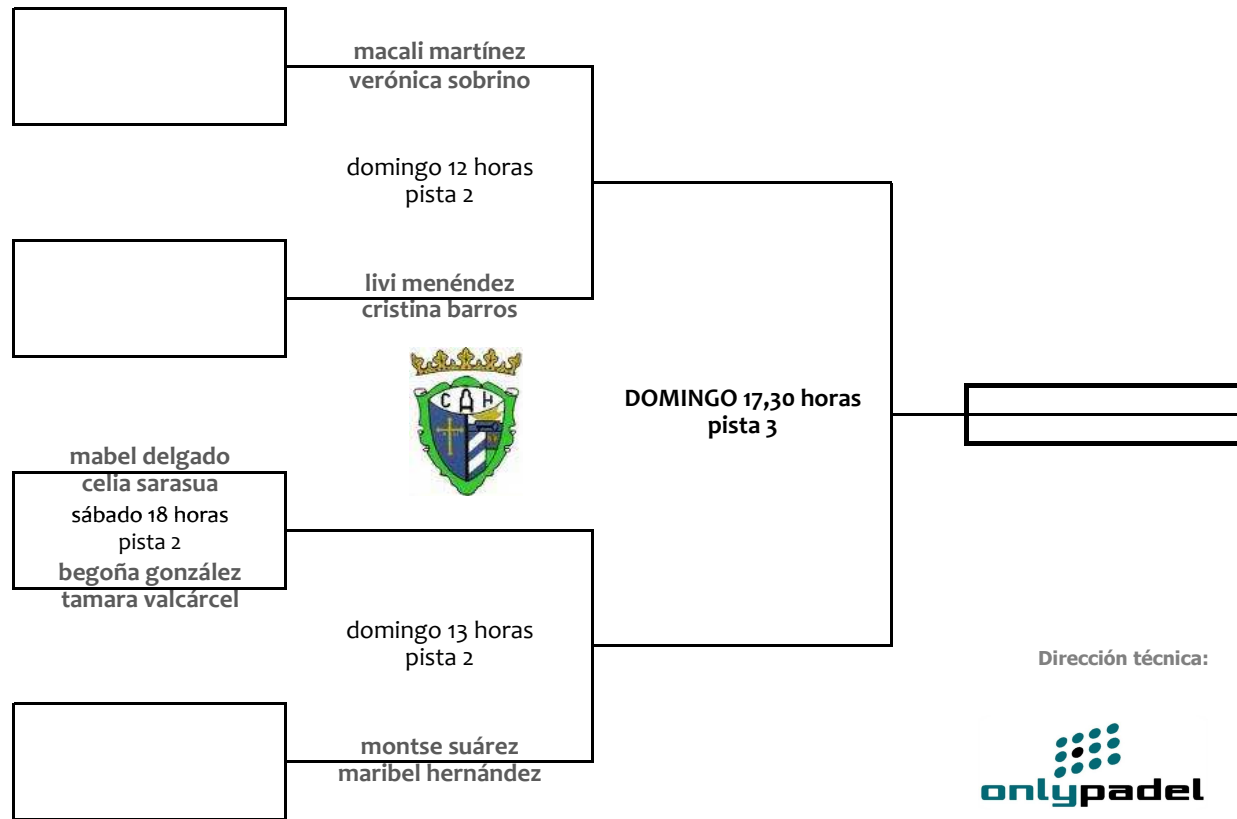 macali martínez
verónica sobrino
domingo 12 horas
pista 2
livi menéndez
cristina barros
C A H
DOMINGO 17,30 horas
pista 3
mabel delgado
celia sarasua
sábado 18 horas
pista 2
begoña gonzález
tamara valcárcel
domingo 13 horas
pista 2
montse suárez
maribel hernández
Dirección técnica:
onlypadel